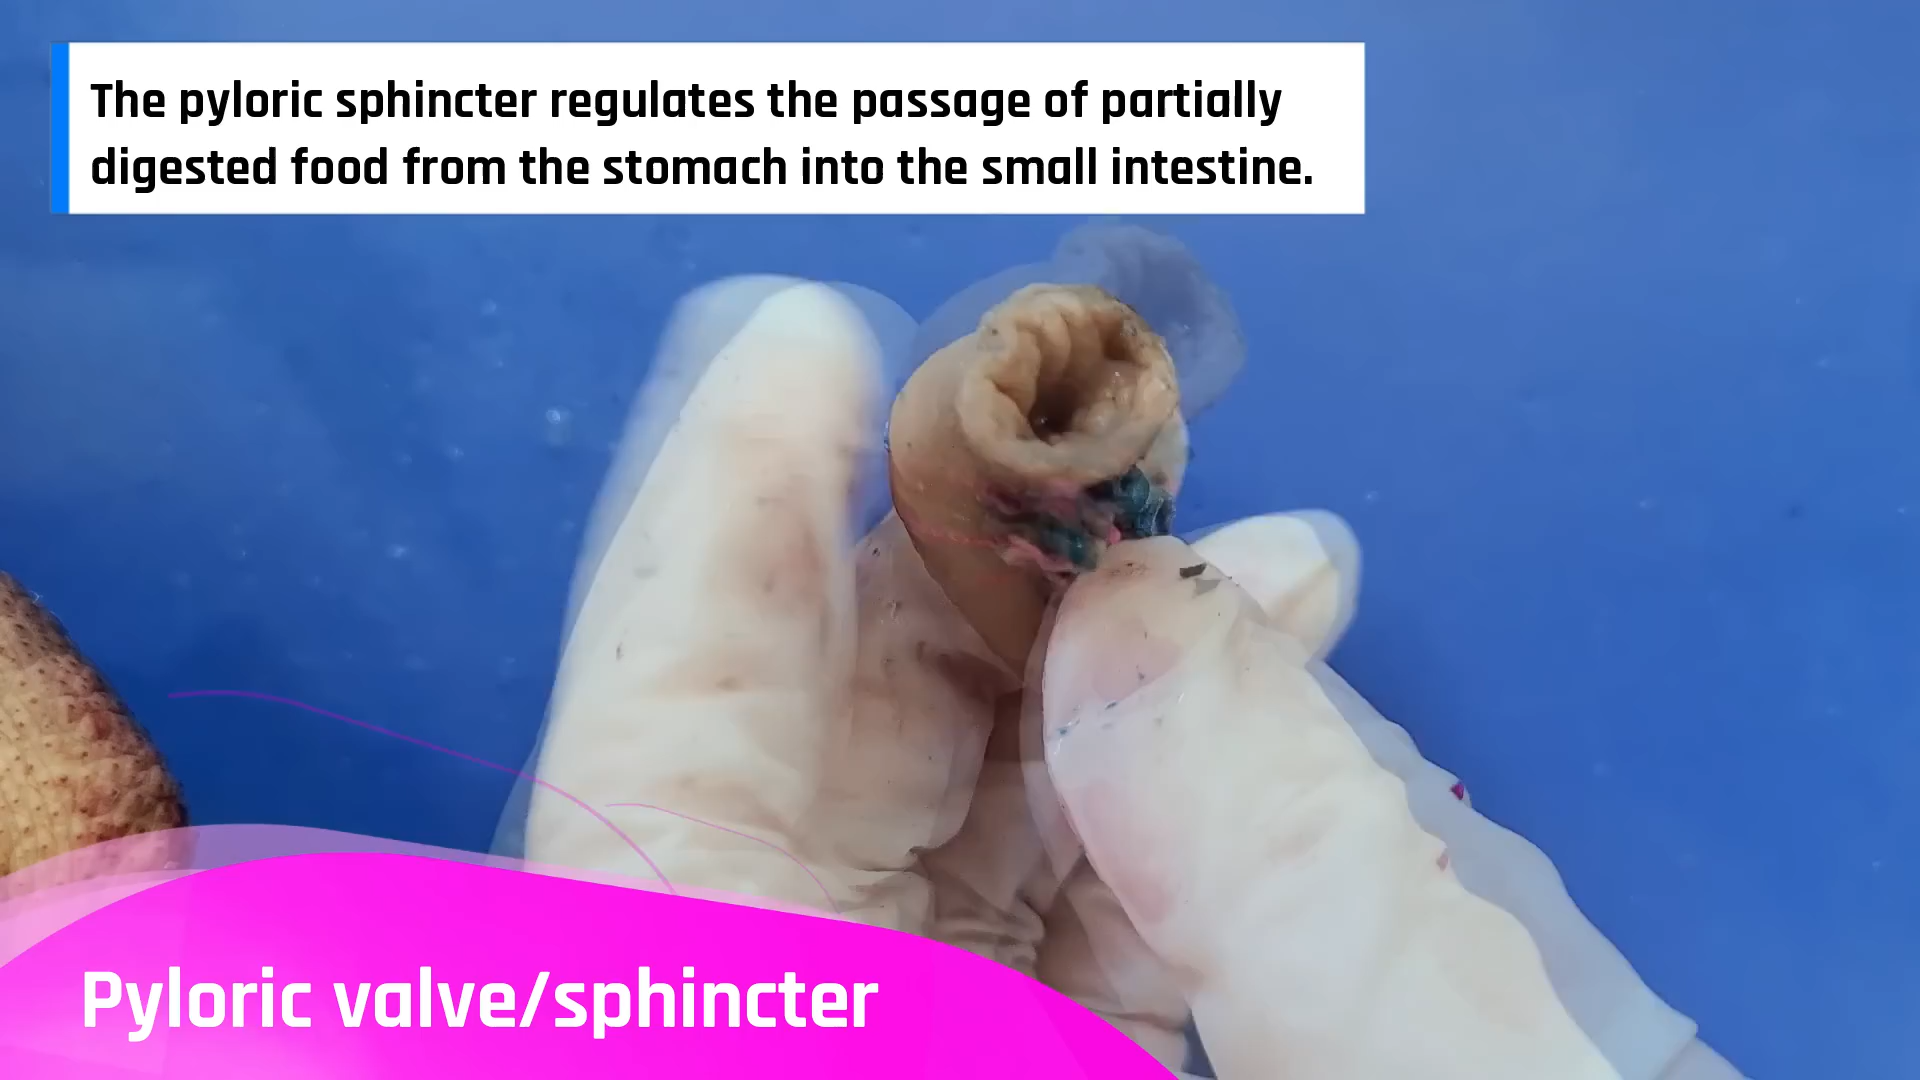 The pyloric sphincter regulates the passage of partially
digested food from the stomach into the small intestine.
Pyloric valve/sphincter